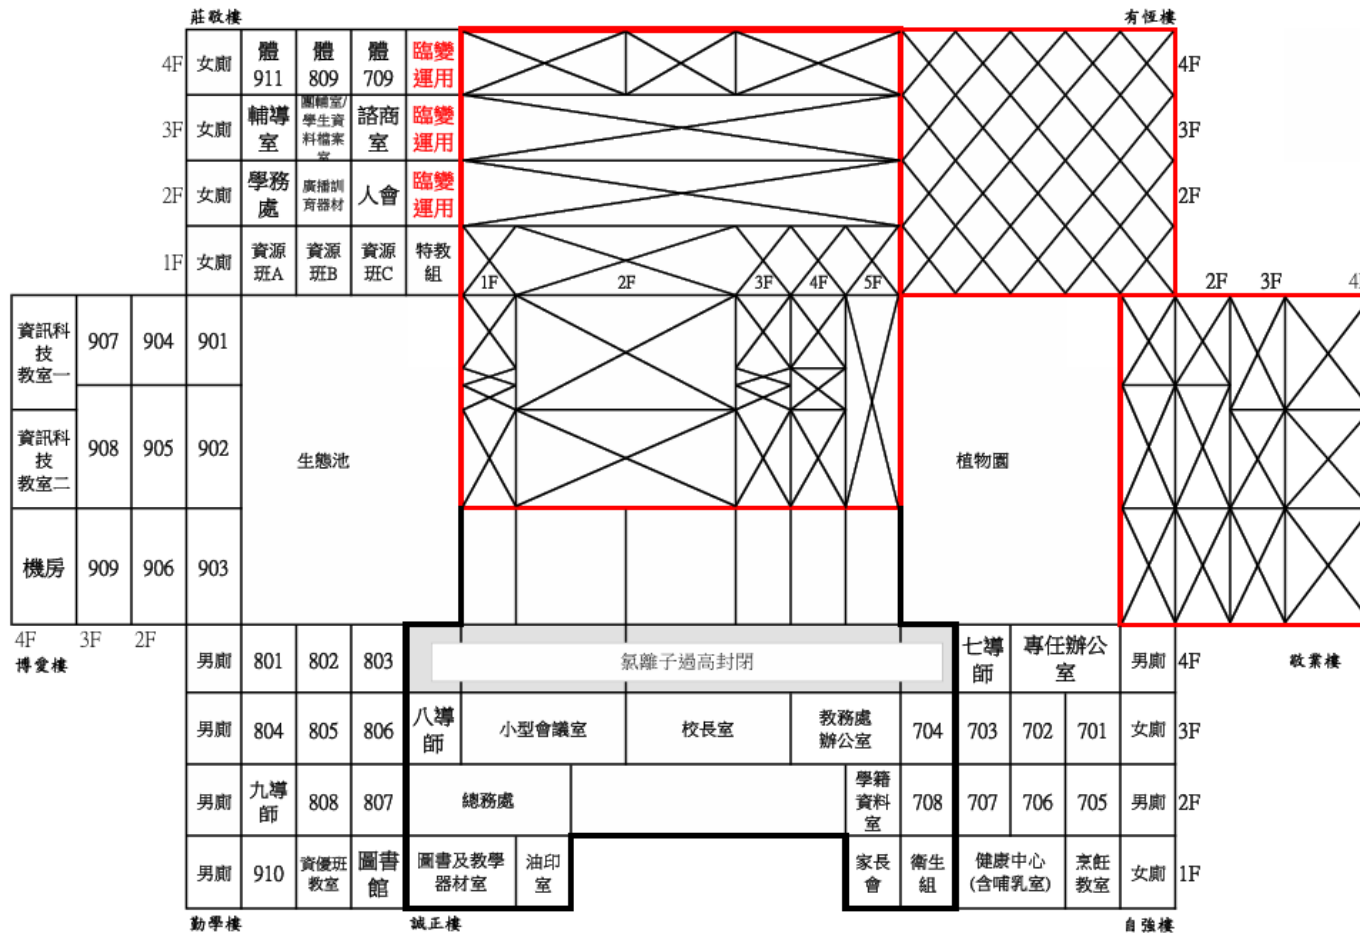 莊敬樓
有恆樓
4F
女廁
體
911
體
809
體
709
臨變
運用
4F
3F
女廁
輔導
室
團輔室/
學生資
料檔案
室
諮商
室
臨變
運用
3F
2F
女廁
學務
處
廣播訓
育器材
人會
臨變
運用
2F
1F
女廁
資源
班A
資源
班B
資源
班C
特教
組
1F
2F
3F
4F
5F
2F
3F
4F
資訊科
技
教室一
907
904
901
資訊科
技
教室二
908
905
902
生態池
植物園
機房
909
906
903
4F
3F
2F
博愛樓
男廁
801
802
803
氯離子過高封閉
七導
師
專任辦公
室
男廁
4F
敬業樓
男廁
804
805
806
八導
師
小型會議室
校長室
教務處
辦公室
704
703
702
701
女廁
3F
男廁
九導
師
808
807
總務處
學籍
資料
室
708
707
706
705
男廁
2F
男廁
910
資優班
教室
圖書
館
圖書及教學
器材室
油印
室
家長
會
衛生
組
健康中心
(含哺乳室)
烹飪
教室
女廁
1F
勤學樓
誠正樓
自強樓